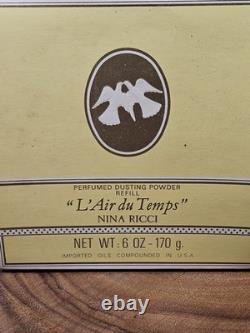 PERFUMED DUSTING POWDER
REFILL
"L'Air du Temps"
NINA RICCI
NET WT: 6 OZ-170 g.
IMPORTED OILS COMPOUNDED IN U.S.A.